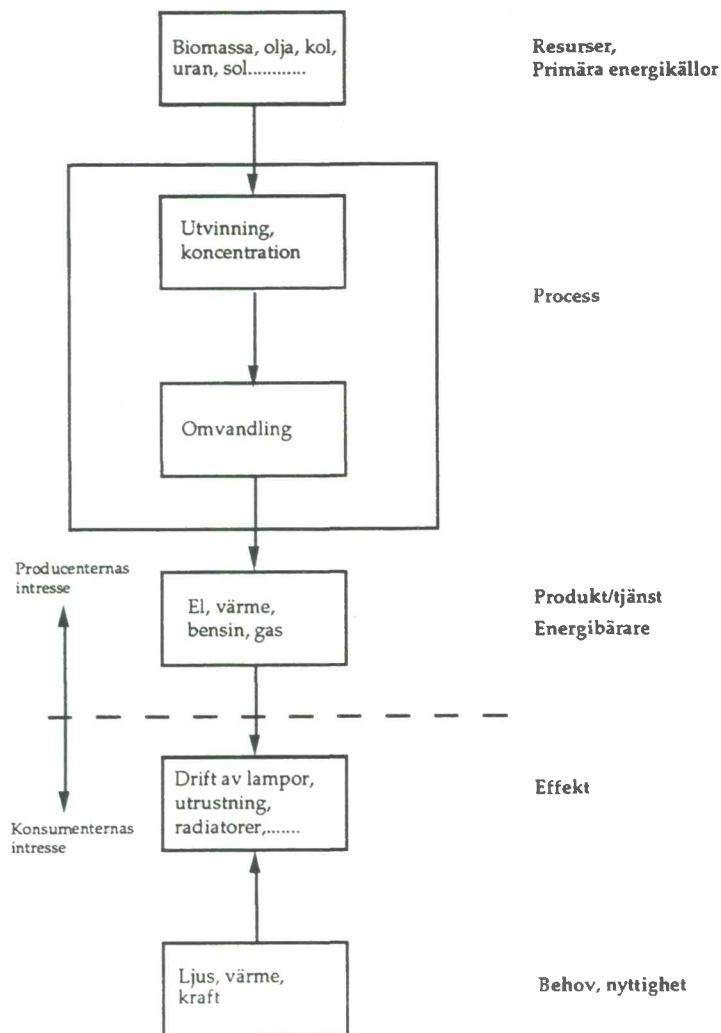 Biomassa, olja, kol,
uran, sol............
Resurser,
Primära energikällor
Utvinning,
koncentration
Process
Omvandling
Producenternas
intresse
El, värme,
bensin, gas
Produkt/tjänst
Energibärare
Drift av lampor,
utrustning,
radiatorer,.......
Effekt
Konsumenternas
intresse
Ljus, värme,
kraft
Behov, nyttighet